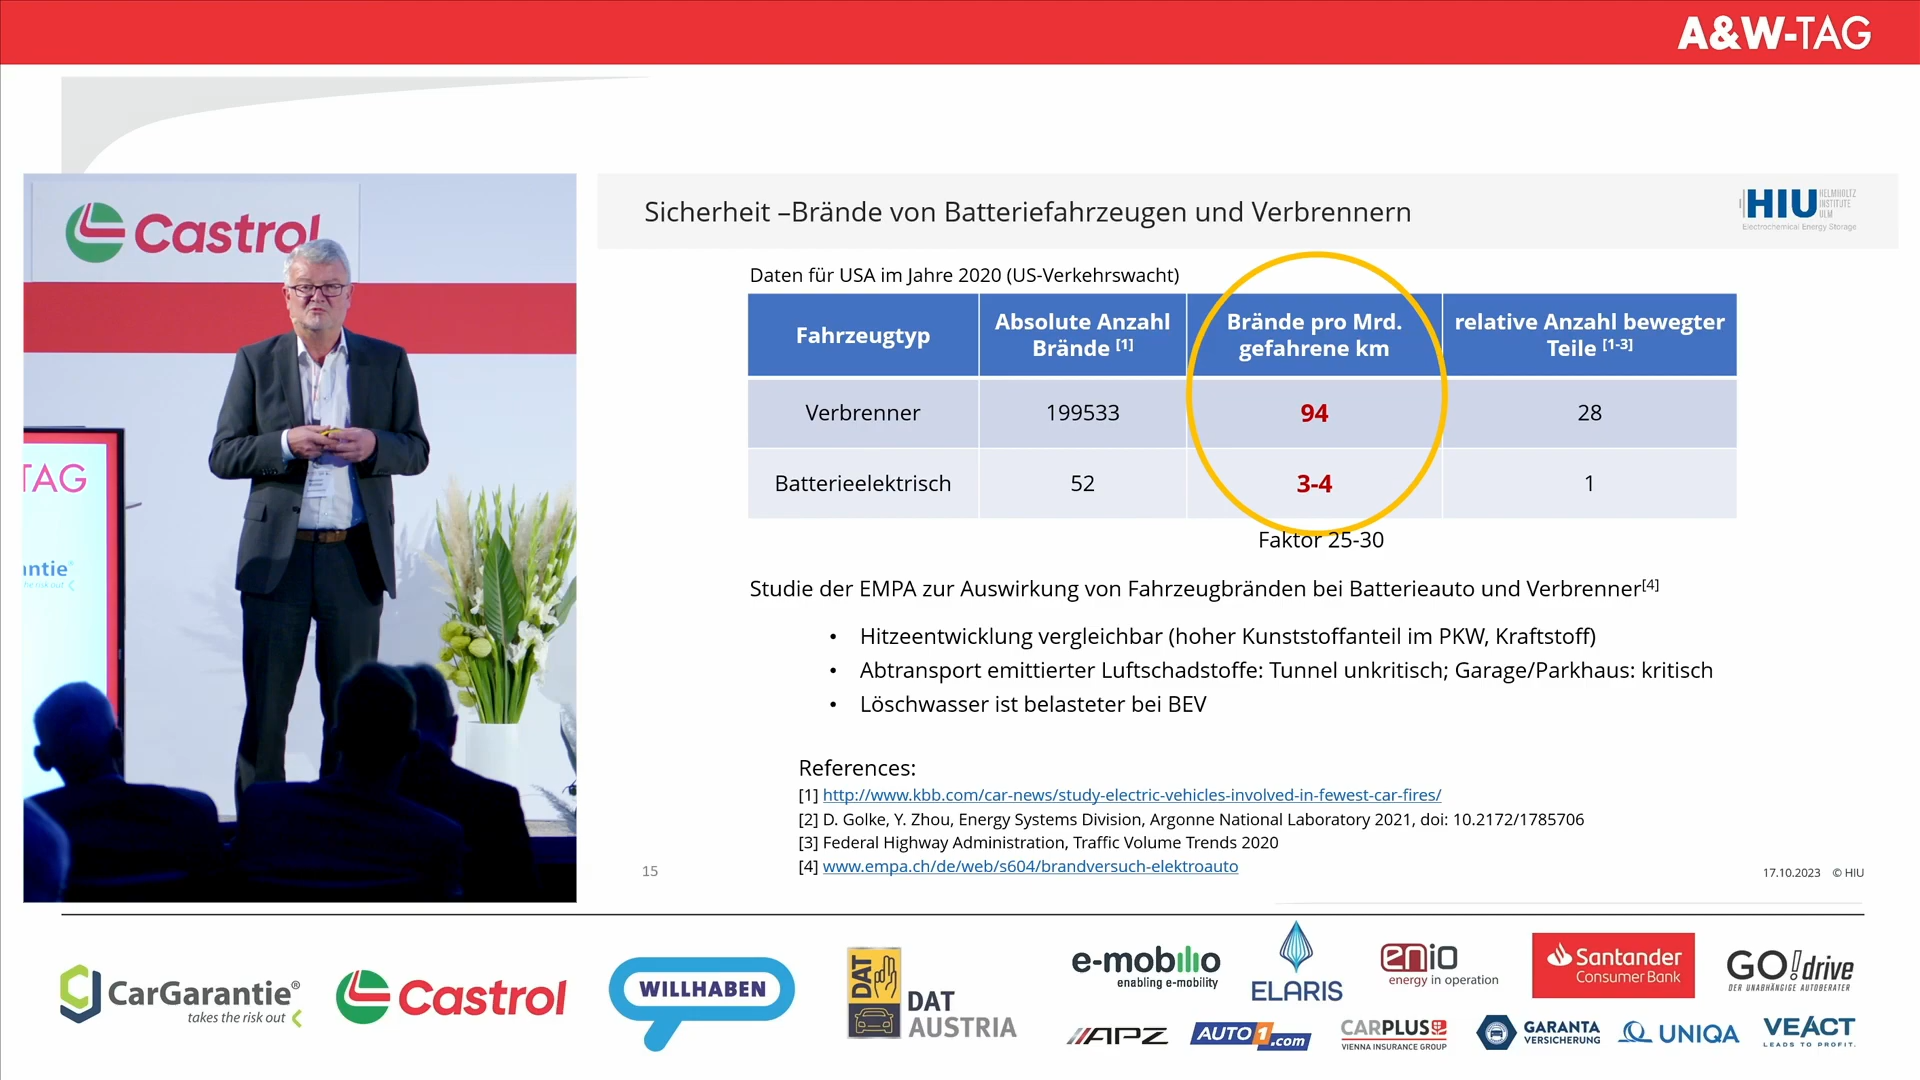 A&W-TAG
Castrol
TAG
antie®
Sicherheit –Brände von Batteriefahrzeugen und Verbrennern
HIU
HELMHOLTZ
INSTITUTE
ULM
Electrochemical Energy Storage
Daten für USA im Jahre 2020 (US-Verkehrswacht)
Fahrzeugtyp
Absolute Anzahl
Brände [1]
Brände pro Mrd.
gefahrene km
relative Anzahl bewegter
Teile [1-3]
Verbrenner
199533
94
28
Batterieelektrisch
52
3-4
1
Faktor 25-30
Studie der EMPA zur Auswirkung von Fahrzeugbränden bei Batterieauto und Verbrenner[4]
• Hitzeentwicklung vergleichbar (hoher Kunststoffanteil im PKW, Kraftstoff)
• Abtransport emittierter Luftschadstoffe: Tunnel unkritisch; Garage/Parkhaus: kritisch
• Löschwasser ist belasteter bei BEV
References:
[1] http://www.kbb.com/car-news/study-electric-vehicles-involved-in-fewest-car-fires/
[2] D. Golke, Y. Zhou, Energy Systems Division, Argonne National Laboratory 2021, doi: 10.2172/1785706
[3] Federal Highway Administration, Traffic Volume Trends 2020
[4] www.empa.ch/de/web/s604/brandversuch-elektroauto
15
17.10.2023 © HIU
CarGarantie®
takes the risk out
Castrol
WILLHABEN
DAT
DAT
AUSTRIA
e-mobilio
enabling e-mobility
ELARIS
enio
energy in operation
Santander
Consumer Bank
GO!drive
DER UNABHÄNGIGE AUTOBERATER
APZ
AUTO1.com
CARPLUS
VIENNA INSURANCE GROUP
GARANTA
VERSICHERUNG
UNIQA
VEACT
LEADS TO PROFIT.